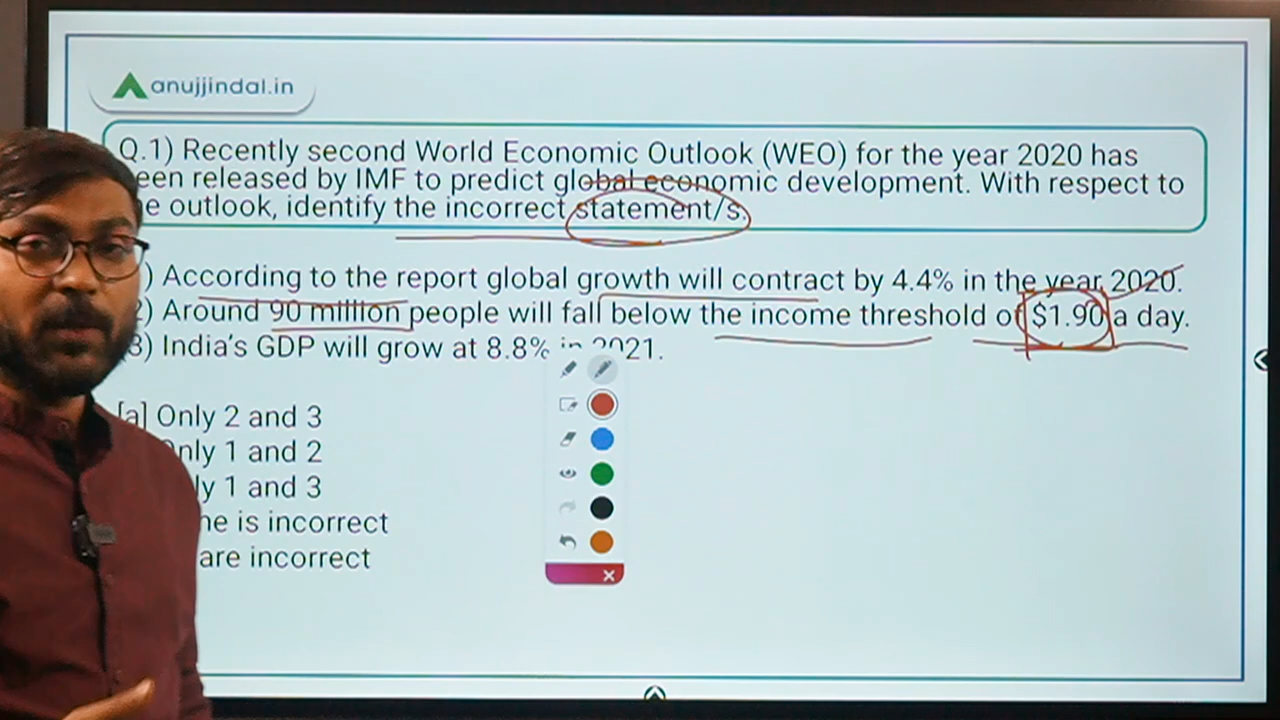 anujjindal.in
Q.1) Recently second World Economic Outlook (WEO) for the year 2020 has
een released by IMF to predict global economic development. With respect to
e outlook, identify the incorrect statement/s.
) According to the report global growth will contract by 4.4% in the year 2020.
2) Around 90 million people will fall below the income threshold of $1.90 a day.
3) India's GDP will grow at 8.8% in 2021.
[a] Only 2 and 3
nly 1 and 2
ly 1 and 3
ne is incorrect
are incorrect